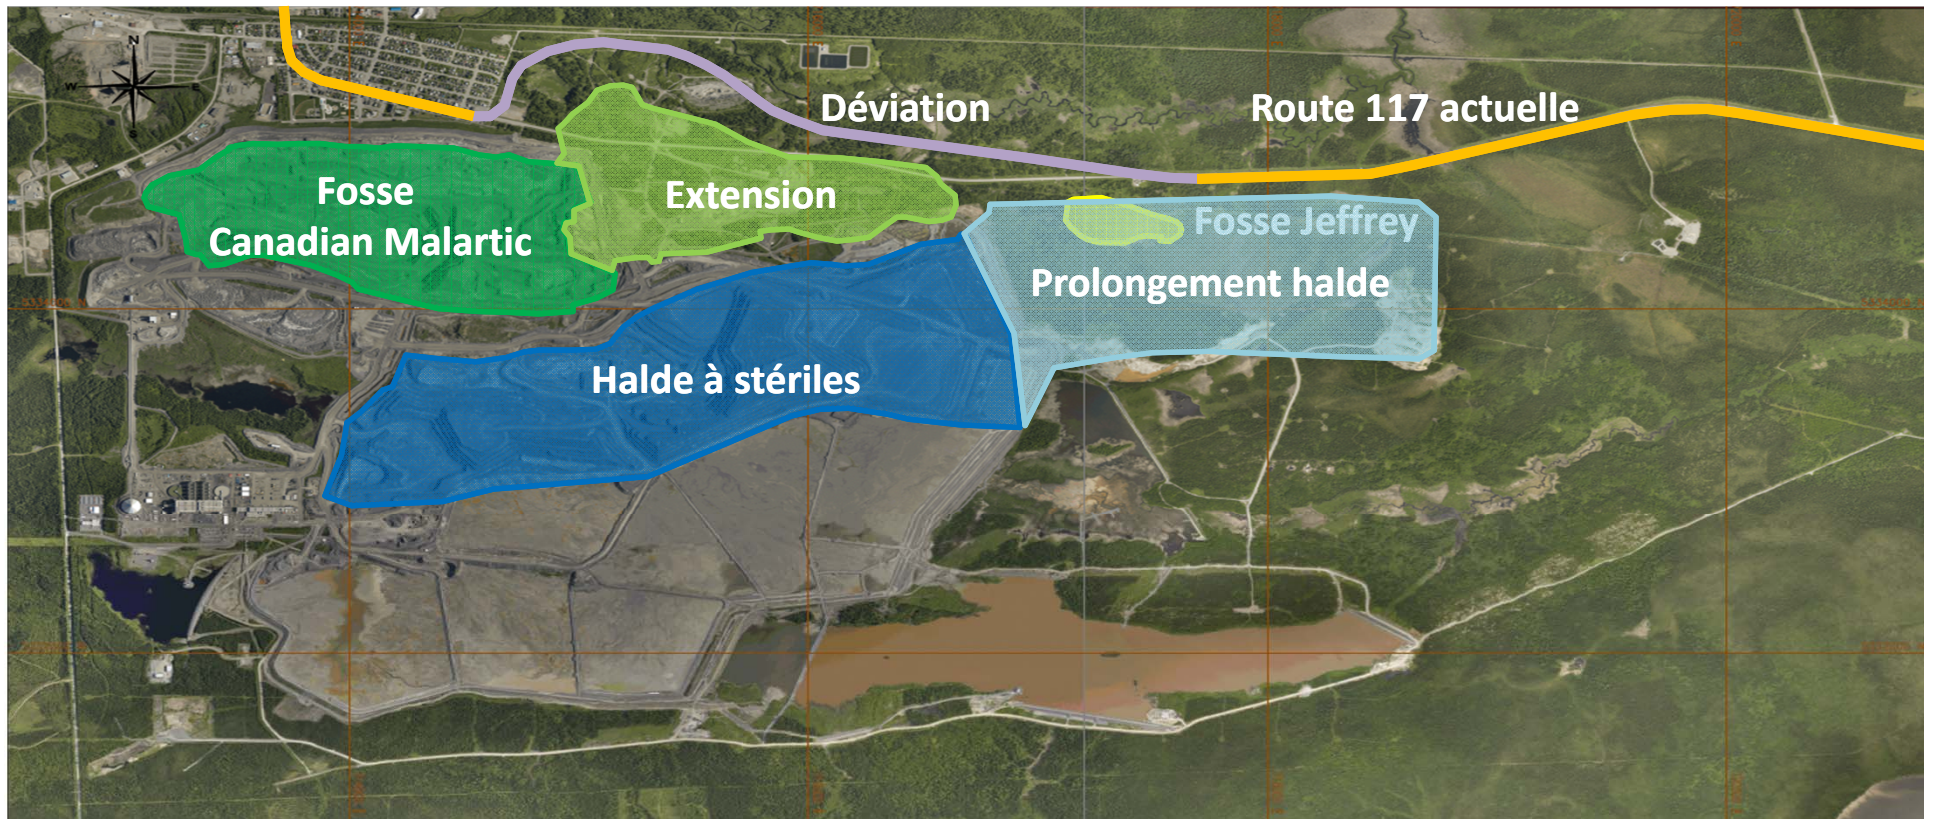 N
W
E
S
Déviation
Route 117 actuelle
Fosse
Canadian Malartic
Extension
Fosse Jeffrey
Prolongement halde
Halde à stériles